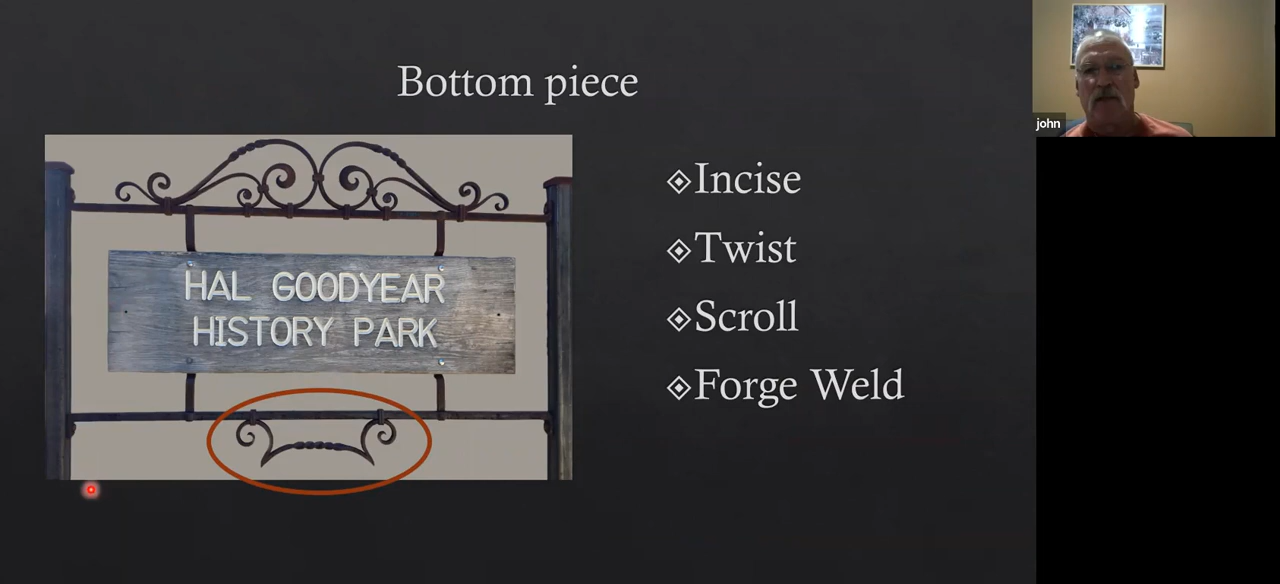 Bottom piece
HAL GOODYEAR
HISTORY PARK
Incise
Twist
Scroll
Forge Weld
john